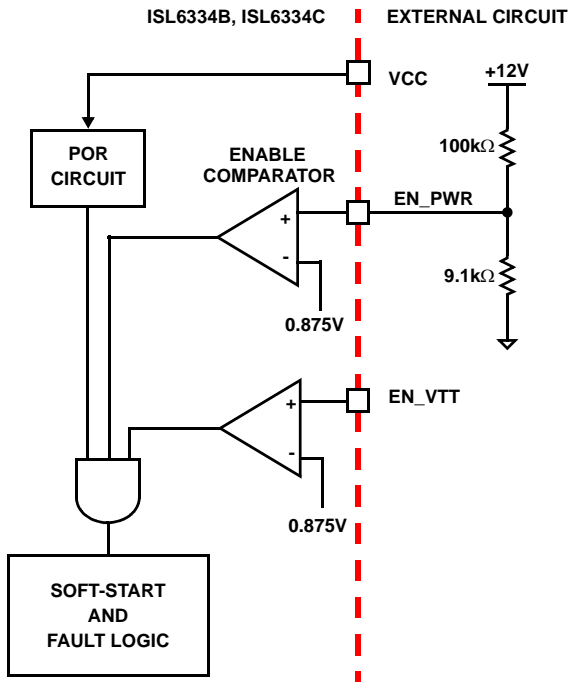 ISL6334B, ISL6334C
EXTERNAL CIRCUIT
VCC
+12V
POR
CIRCUIT
ENABLE
COMPARATOR
100kΩ
EN_PWR
+
-
9.1kΩ
0.875V
EN_VTT
+
-
0.875V
SOFT-START
AND
FAULT LOGIC